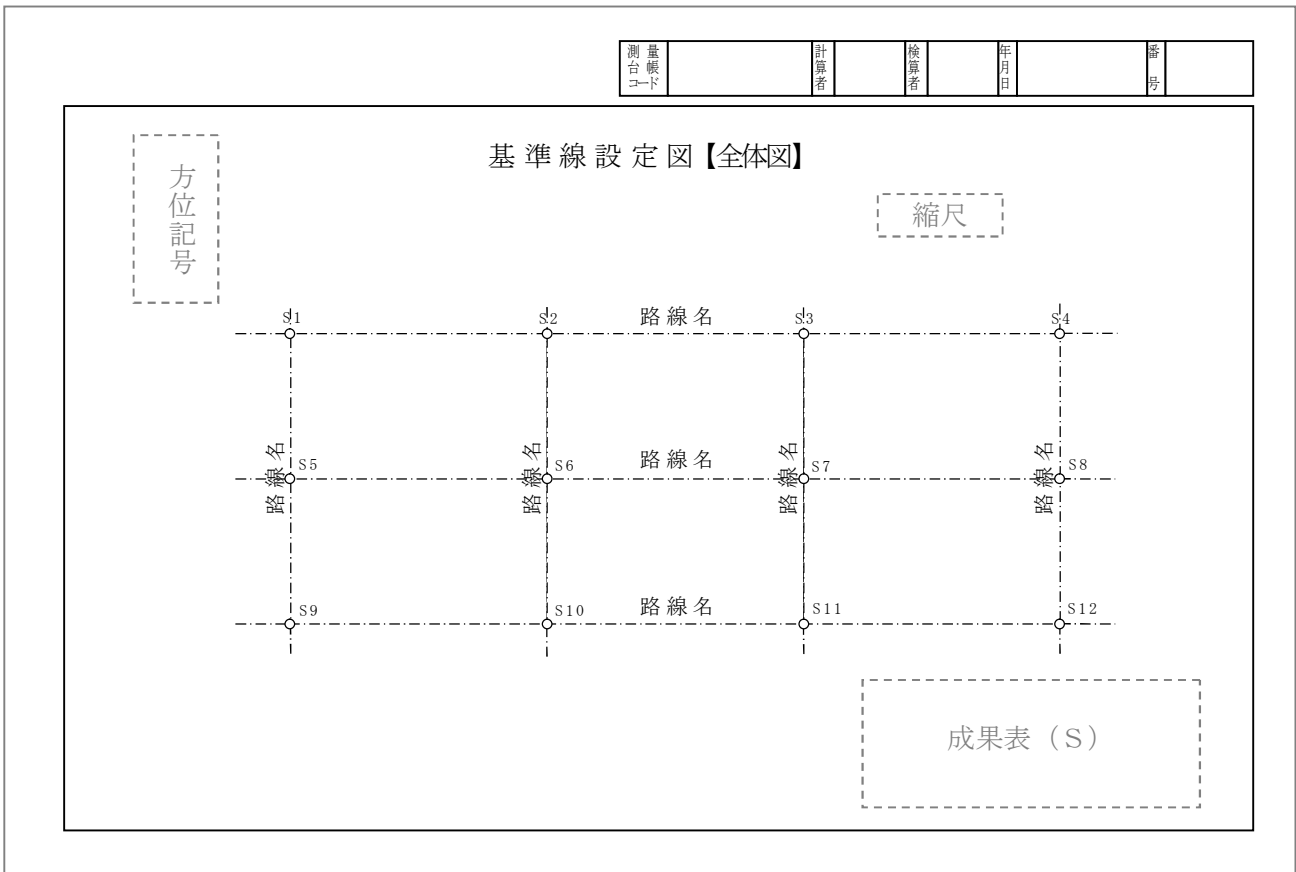 測量
台帳
コード
計算者
検算者
年月日
番号
基準線設定図【全体図】
方位記号
縮尺
路線名
S1
S2
S3
S4
路線名
路線名
路線名
路線名
路線名
S5
S6
S7
S8
路線名
S9
S10
S11
S12
成果表（S）